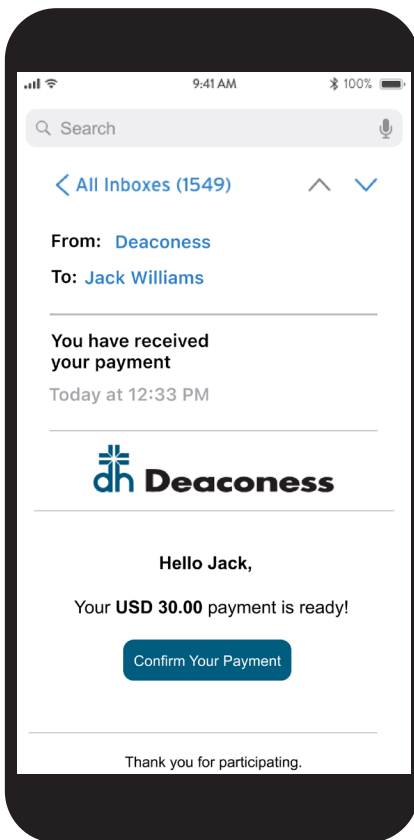 9:41 AM
100%
Search
All Inboxes (1549)
From: Deaconess
To: Jack Williams
You have received
your payment
Today at 12:33 PM
dh Deaconess
Hello Jack,
Your USD 30.00 payment is ready!
Confirm Your Payment
Thank you for participating.